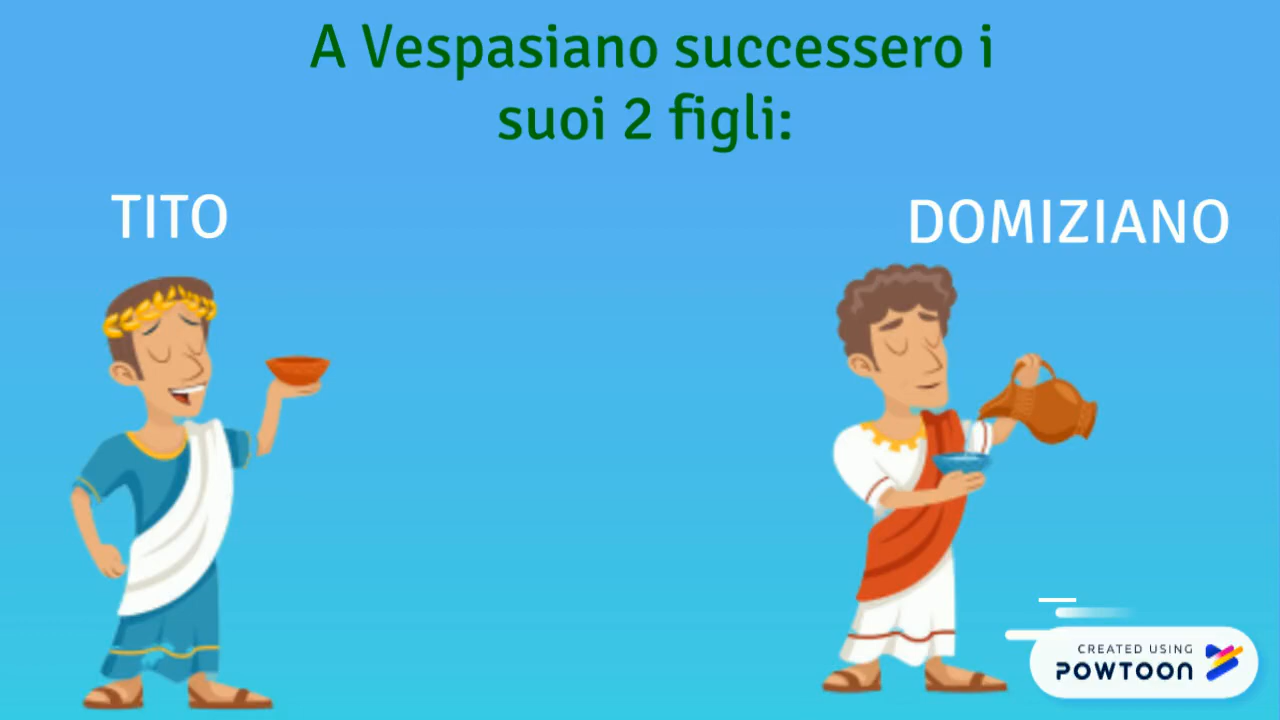 A Vespasiano successero i
suoi 2 figli:
TITO
DOMIZIANO
CREATED USING
POWTOON